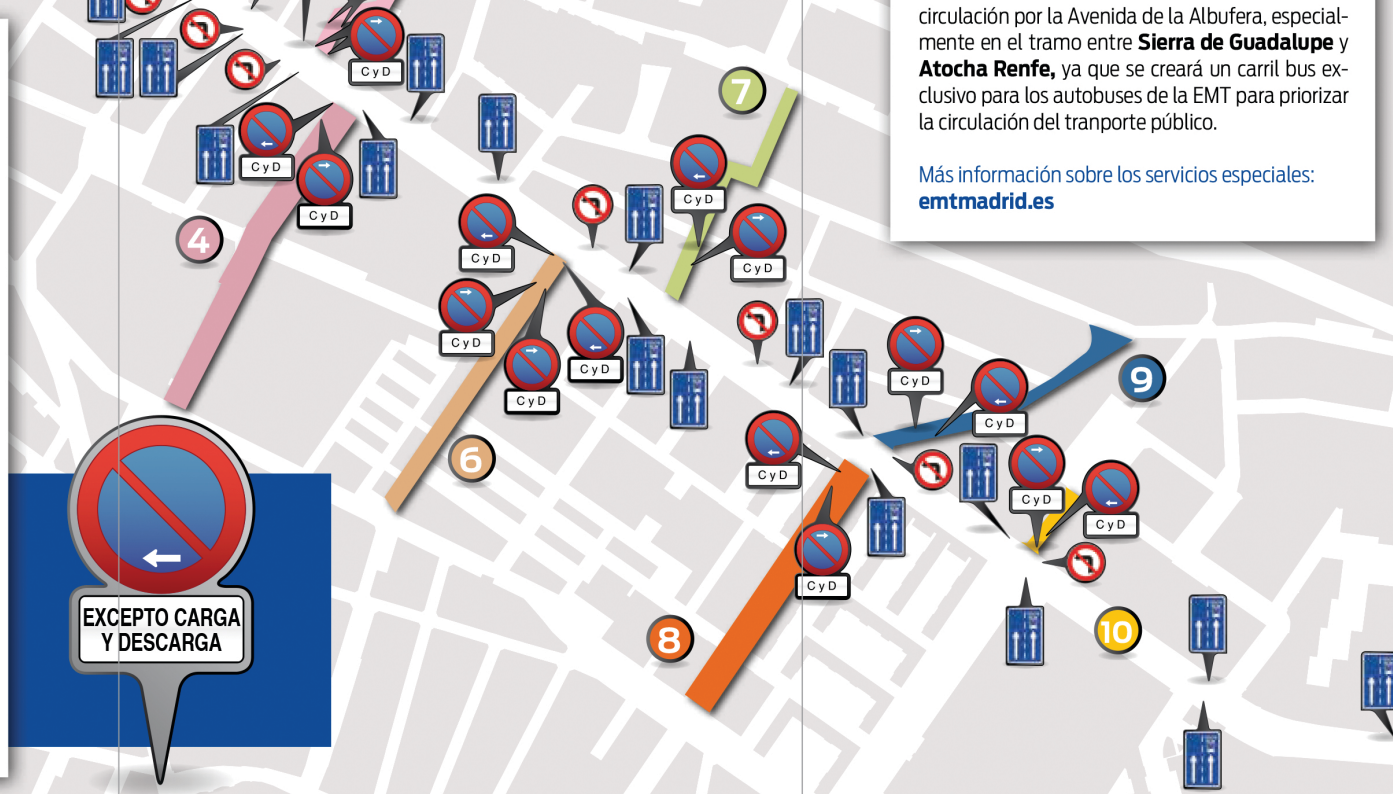 circulación por la Avenida de la Albufera, especial-
mente en el tramo entre Sierra de Guadalupe y
Atocha Renfe, ya que se creará un carril bus ex-
clusivo para los autobuses de la EMT para priorizar
la circulación del tranporte público.
Más información sobre los servicios especiales:
emtmadrid.es
C y D
7
C y D
C y D
C y D
4
C y D
C y D
C y D
C y D
C y D
C y D
C y D
C y D
9
C y D
6
C y D
C y D
C y D
C y D
8
10
EXCEPTO CARGA
Y DESCARGA